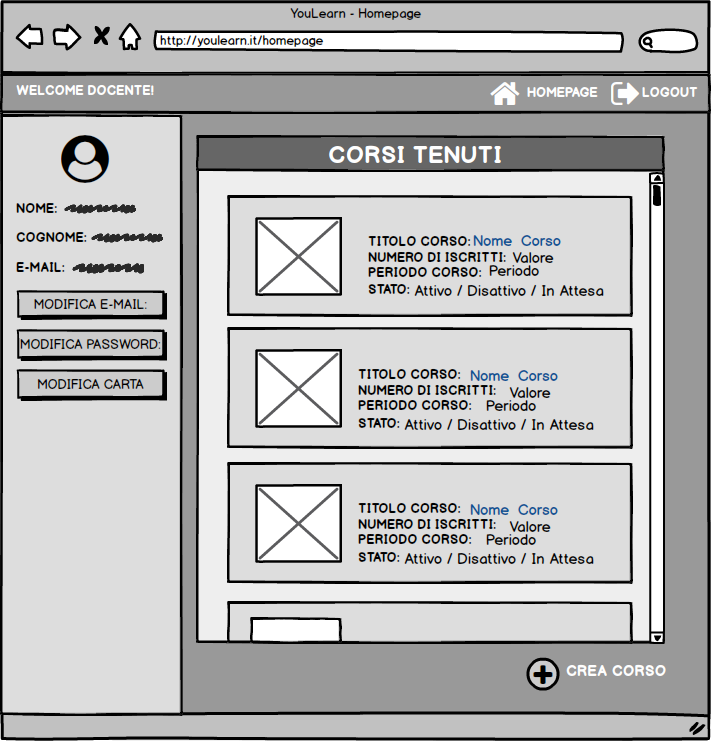 YouLearn - Homepage
http://youlearn.it/homepage
WELCOME DOCENTE!
HOMEPAGE
LOGOUT
NOME:
COGNOME:
E-MAIL:
MODIFICA E-MAIL:
MODIFICA PASSWORD:
MODIFICA CARTA
CORSI TENUTI
TITOLO CORSO: Nome Corso
NUMERO DI ISCRITTI: Valore
PERIODO CORSO: Periodo
STATO: Attivo / Disattivo / In Attesa
TITOLO CORSO: Nome Corso
NUMERO DI ISCRITTI: Valore
PERIODO CORSO: Periodo
STATO: Attivo / Disattivo / In Attesa
TITOLO CORSO: Nome Corso
NUMERO DI ISCRITTI: Valore
PERIODO CORSO: Periodo
STATO: Attivo / Disattivo / In Attesa
CREA CORSO